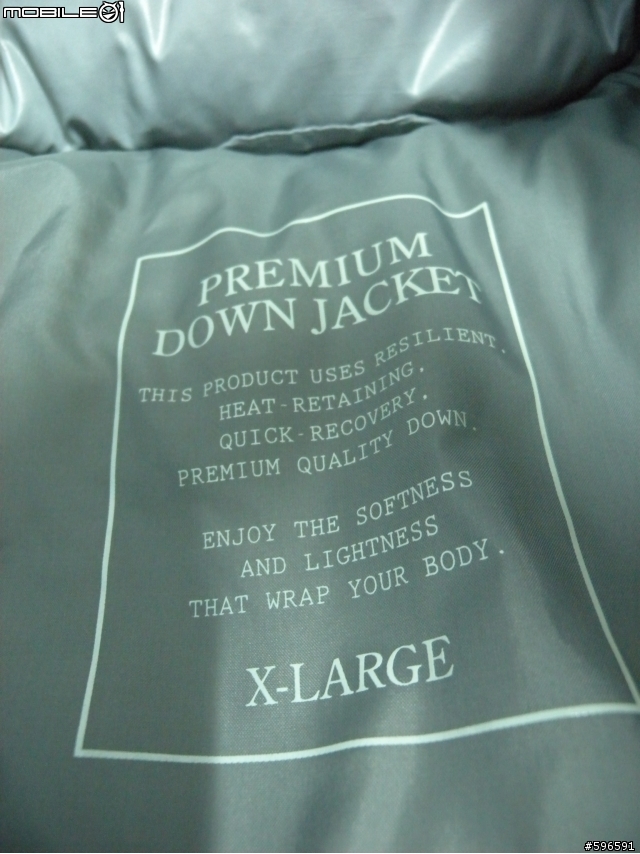 MOBILE01
PREMIUM
DOWN JACKET
THIS PRODUCT USES RESILIENT.
HEAT-RETAINING.
QUICK-RECOVERY.
PREMIUM QUALITY DOWN.
ENJOY THE SOFTNESS
AND LIGHTNESS
THAT WRAP YOUR BODY.
X-LARGE
#596591